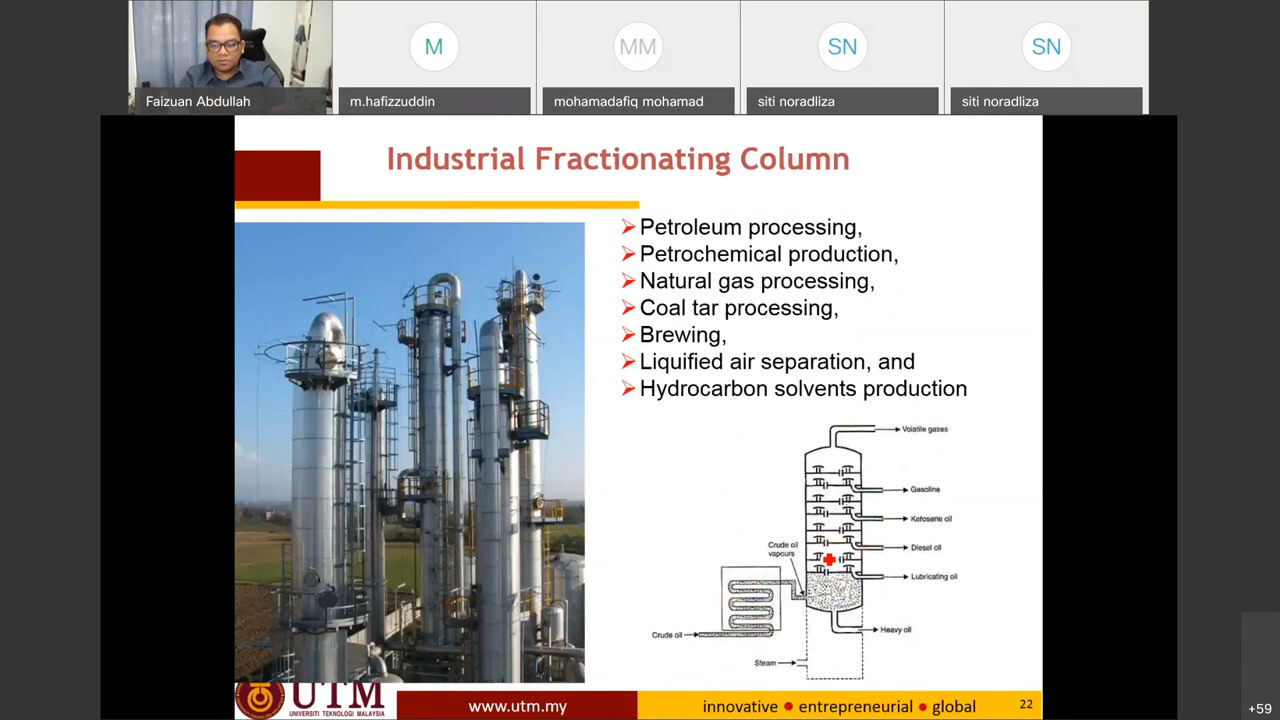 M
MM
SN
SN
Faizuan Abdullah
m.hafizzuddin
mohamadafiq mohamad
siti noradliza
siti noradliza
Industrial Fractionating Column
Petroleum processing,
Petrochemical production,
Natural gas processing,
Coal tar processing,
Brewing,
Liquified air separation, and
Hydrocarbon solvents production
Volatile gases
Gasoline
Kerosene oil
Crude oil
vapours
Diesel oil
Lubricating oil
Heavy oil
Crude oil
Steam
UTM
UNIVERSITI TEKNOLOGI MALAYSIA
www.utm.my
innovative ● entrepreneurial ● global
22
+59